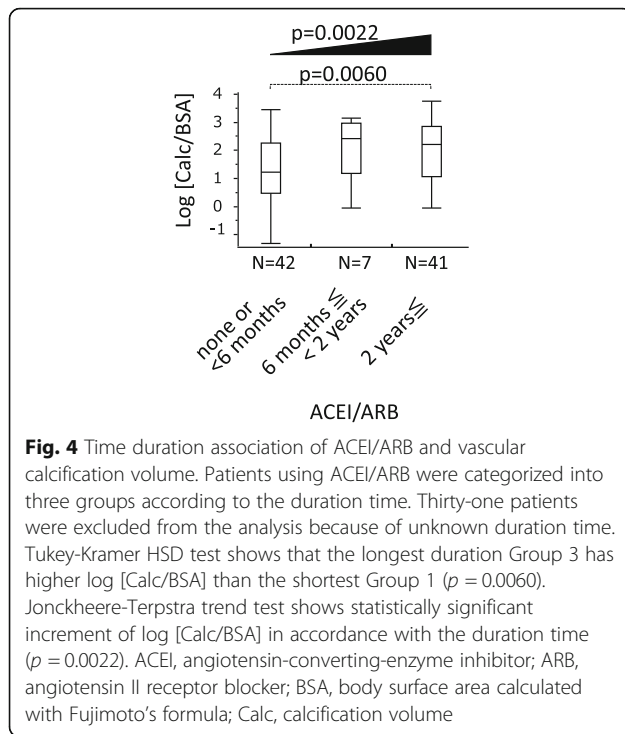 p=0.0022
p=0.0060
Log [Calc/BSA]
4
3
2
1
0
-1
N=42 N=7 N=41
none or
<6 months
6 months ≦
< 2 years
2 years≦
ACEI/ARB
Fig. 4 Time duration association of ACEI/ARB and vascular
calcification volume. Patients using ACEI/ARB were categorized into
three groups according to the duration time. Thirty-one patients
were excluded from the analysis because of unknown duration time.
Tukey-Kramer HSD test shows that the longest duration Group 3 has
higher log [Calc/BSA] than the shortest Group 1 (p = 0.0060).
Jonckheere-Terpstra trend test shows statistically significant
increment of log [Calc/BSA] in accordance with the duration time
(p = 0.0022). ACEI, angiotensin-converting-enzyme inhibitor; ARB,
angiotensin II receptor blocker; BSA, body surface area calculated
with Fujimoto's formula; Calc, calcification volume